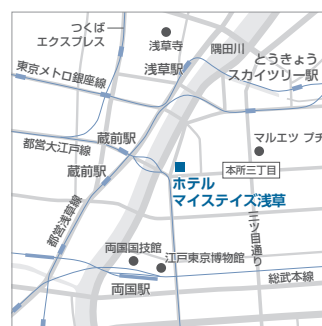 つくば
エクスプレス
浅草寺
隅田川
とうきょう
スカイツリー駅
浅草駅
東京メトロ銀座線
マルエツ プチ
都営大江戸線
蔵前駅
蔵前駅
本所三丁目
ホテル
マイステイズ浅草
都営浅草線
三ツ目通り
両国国技館
江戸東京博物館
総武本線
両国駅